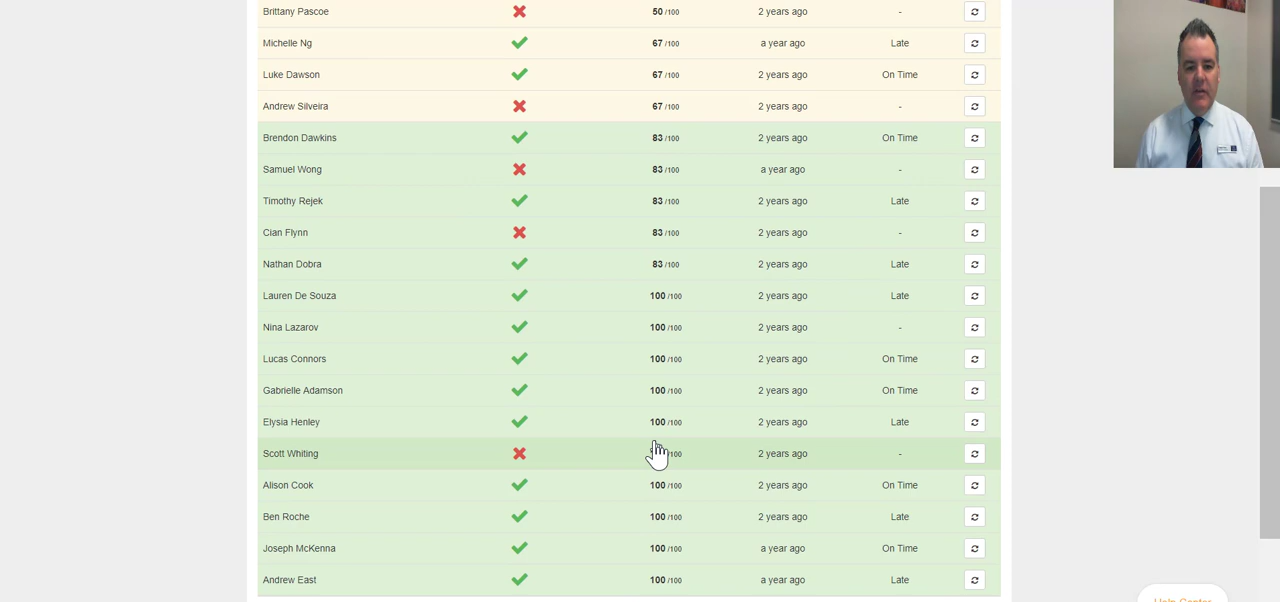 Brittany Pascoe 50 /100 2 years ago -
Michelle Ng 67 /100 a year ago Late
Luke Dawson 67 /100 2 years ago On Time
Andrew Silveira 67 /100 2 years ago -
Brendon Dawkins 83 /100 2 years ago On Time
Samuel Wong 83 /100 a year ago -
Timothy Rejek 83 /100 2 years ago Late
Cian Flynn 83 /100 2 years ago -
Nathan Dobra 83 /100 2 years ago Late
Lauren De Souza 100 /100 2 years ago Late
Nina Lazarov 100 /100 2 years ago -
Lucas Connors 100 /100 2 years ago On Time
Gabrielle Adamson 100 /100 2 years ago On Time
Elysia Henley 100 /100 2 years ago Late
Scott Whiting /100 2 years ago -
Alison Cook 100 /100 2 years ago On Time
Ben Roche 100 /100 2 years ago Late
Joseph McKenna 100 /100 a year ago On Time
Andrew East 100 /100 a year ago Late
Help Center